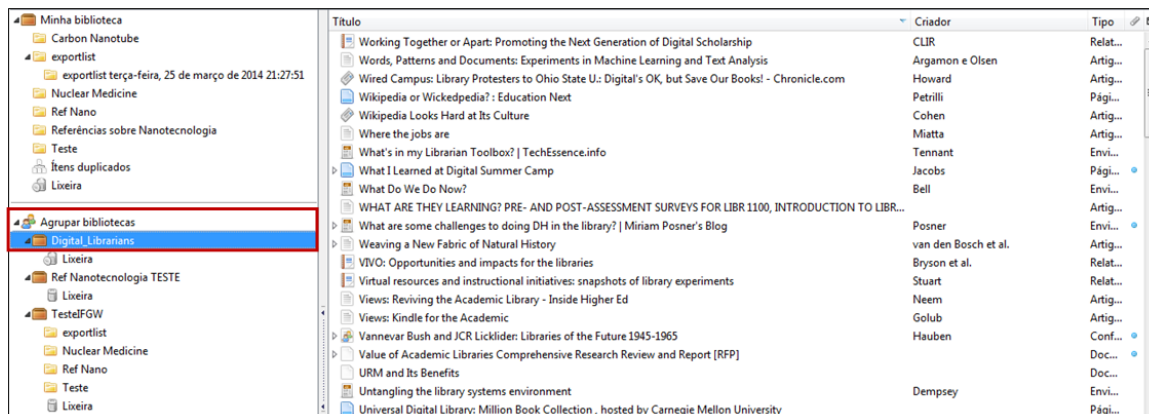 Minha biblioteca
Carbon Nanotube
exportlist
exportlist terça-feira, 25 de março de 2014 21:27:51
Nuclear Medicine
Ref Nano
Referências sobre Nanotecnologia
Teste
Ítens duplicados
Lixeira
Agrupar bibliotecas
Digital_Librarians
Lixeira
Ref Nanotecnologia TESTE
Lixeira
TesteIFGW
exportlist
Nuclear Medicine
Ref Nano
Teste
Lixeira
Título Criador Tipo
Working Together or Apart: Promoting the Next Generation of Digital Scholarship CLIR Relat...
Words, Patterns and Documents: Experiments in Machine Learning and Text Analysis Argamon e Olsen Artig...
Wired Campus: Library Protesters to Ohio State U.: Digital's OK, but Save Our Books! - Chronicle.com Howard Artig...
Wikipedia or Wickedpedia? : Education Next Petrilli Pági...
Wikipedia Looks Hard at Its Culture Cohen Artig...
Where the jobs are Miatta Artig...
What's in my Librarian Toolbox? | TechEssence.info Tennant Envi...
What I Learned at Digital Summer Camp Jacobs Pági...
What Do We Do Now? Bell Envi...
WHAT ARE THEY LEARNING? PRE- AND POST-ASSESSMENT SURVEYS FOR LIBR 1100, INTRODUCTION TO LIBR... Artig...
What are some challenges to doing DH in the library? | Miriam Posner's Blog Posner Envi...
Weaving a New Fabric of Natural History van den Bosch et al. Artig...
VIVO: Opportunities and impacts for the libraries Bryson et al. Relat...
Virtual resources and instructional initiatives: snapshots of library experiments Stuart Relat...
Views: Reviving the Academic Library - Inside Higher Ed Neem Artig...
Views: Kindle for the Academic Golub Artig...
Vannevar Bush and JCR Licklider: Libraries of the Future 1945-1965 Hauben Conf...
Value of Academic Libraries Comprehensive Research Review and Report [RFP] Doc...
URM and Its Benefits Doc...
Untangling the library systems environment Dempsey Envi...
Universal Digital Library: Million Book Collection , hosted by Carnegie Mellon University Pági...